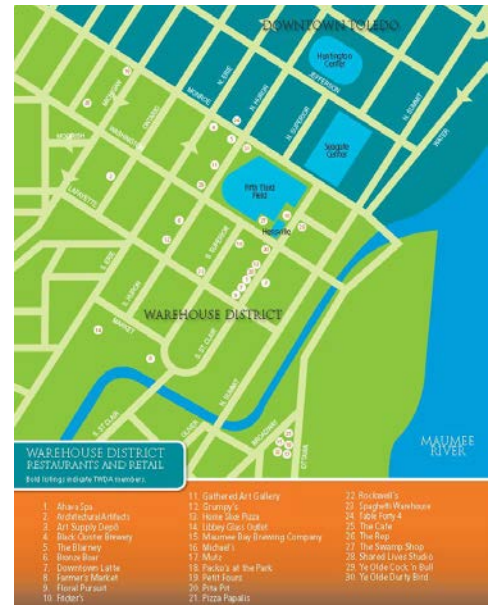 DOWNTOWN TOLEDO
Huntington
Center
JEFFERSON
N. ERIE
N. HURON
MONROE
N. SUPERIOR
N. SUMMIT
WATER
Seagate
Center
MICHIGAN
ONTARIO
WASHINGTON
LAFAYETTE
Fifth Third
Field
Hensville
S. ERIE
S. HURON
S. SUPERIOR
MARKET
WAREHOUSE DISTRICT
S. ST. CLAIR
S. ST. CLAIR
N. SUMMIT
OLIVER
BROADWAY
OTTAWA
MAUMEE
RIVER
WAREHOUSE DISTRICT
RESTAURANTS AND RETAIL
Bold listings indicate TWDA members.
1. Ahava Spa
2. Architectural Artifacts
3. Art Supply Depo
4. Black Cloister Brewery
5. The Blarney
6. Bronze Boar
7. Downtown Latte
8. Farmer's Market
9. Floral Pursuit
10. Fricker's
11. Gathered Art Gallery
12. Grumpy's
13. Home Slice Pizza
14. Libbey Glass Outlet
15. Maumee Bay Brewing Company
16. Michael's
17. Mutz
18. Packo's at the Park
19. Petit Fours
20. Pita Pit
21. Pizza Papalis
22. Rockwell's
23. Spaghetti Warehouse
24. Table Forty 4
25. The Cafe
26. The Rep
27. The Swamp Shop
28. Shared Lives Studio
29. Ye Olde Cock 'n Bull
30. Ye Olde Durty Bird